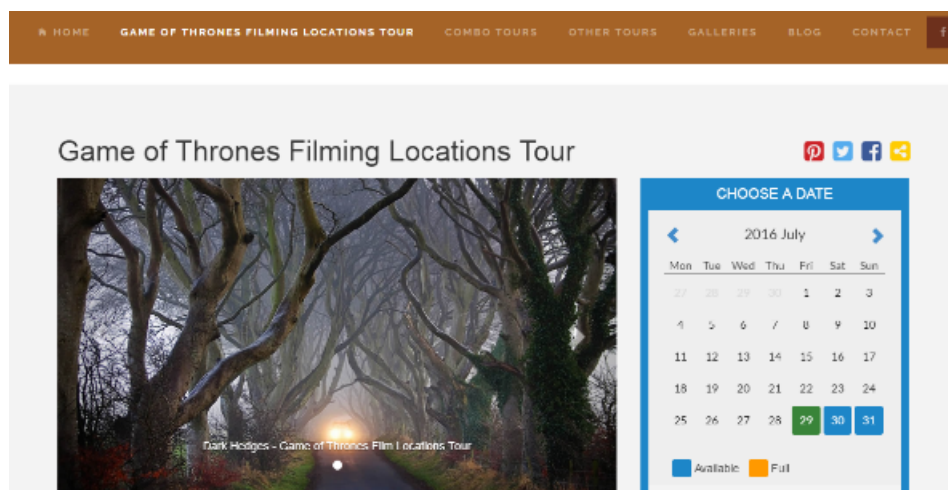 HOME GAME OF THRONES FILMING LOCATIONS TOUR COMBO TOURS OTHER TOURS GALLERIES BLOG CONTACT f
Game of Thrones Filming Locations Tour
CHOOSE A DATE
2016 July
Mon Tue Wed Thu Fri Sat Sun
27 28 29 30 1 2 3
4 5 6 7 8 9 10
11 12 13 14 15 16 17
18 19 20 21 22 23 24
25 26 27 28 29 30 31
Dark Hedges - Game of Thrones Film Locations Tour
Available Full